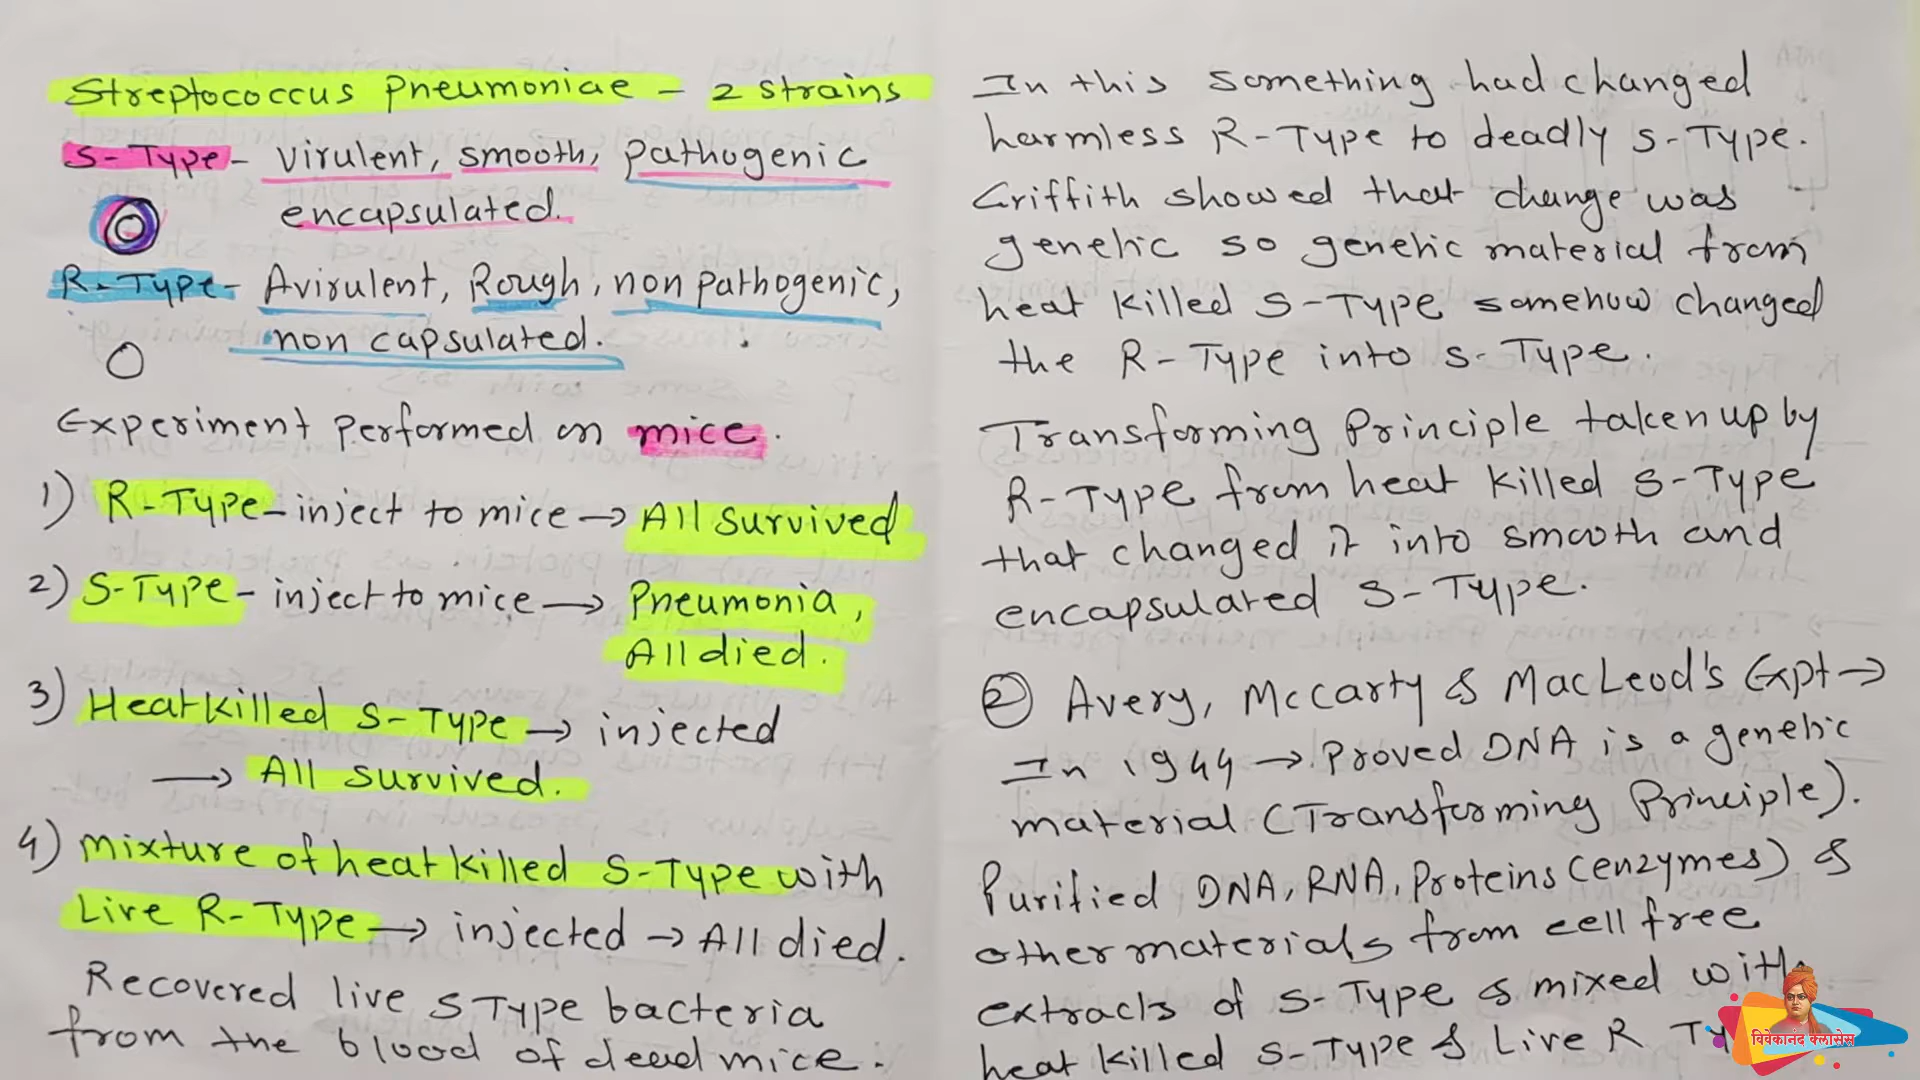 Streptococcus Pneumoniae - 2 strains
S-Type - virulent, smooth, pathogenic
encapsulated.
R-Type - Avirulent, Rough, non pathogenic,
non capsulated.
Experiment performed on mice.
1) R-Type - inject to mice → All survived
2) S-Type - inject to mice → Pneumonia,
All died.
3) Heat killed S-Type → injected
→ All survived.
4) Mixture of heat killed S-Type with
Live R-Type → injected → All died.
Recovered live S Type bacteria
from the blood of dead mice.
In this something had changed
harmless R-Type to deadly S-Type.
Griffith showed that change was
genetic so genetic material from
heat killed S-Type somehow changed
the R-Type into S-Type.
Transforming Principle taken up by
R-Type from heat killed S-Type
that changed it into smooth and
encapsulated S-Type.
② Avery, McCarty & MacLeod's Expt →
In 1944 → Proved DNA is a genetic
material (Transforming Principle).
Purified DNA, RNA, Proteins (enzymes) &
other materials from cell free
extracts of S-Type & mixed with
heat killed S-Type & Live R Ty
विवेकानंद क्लासेस